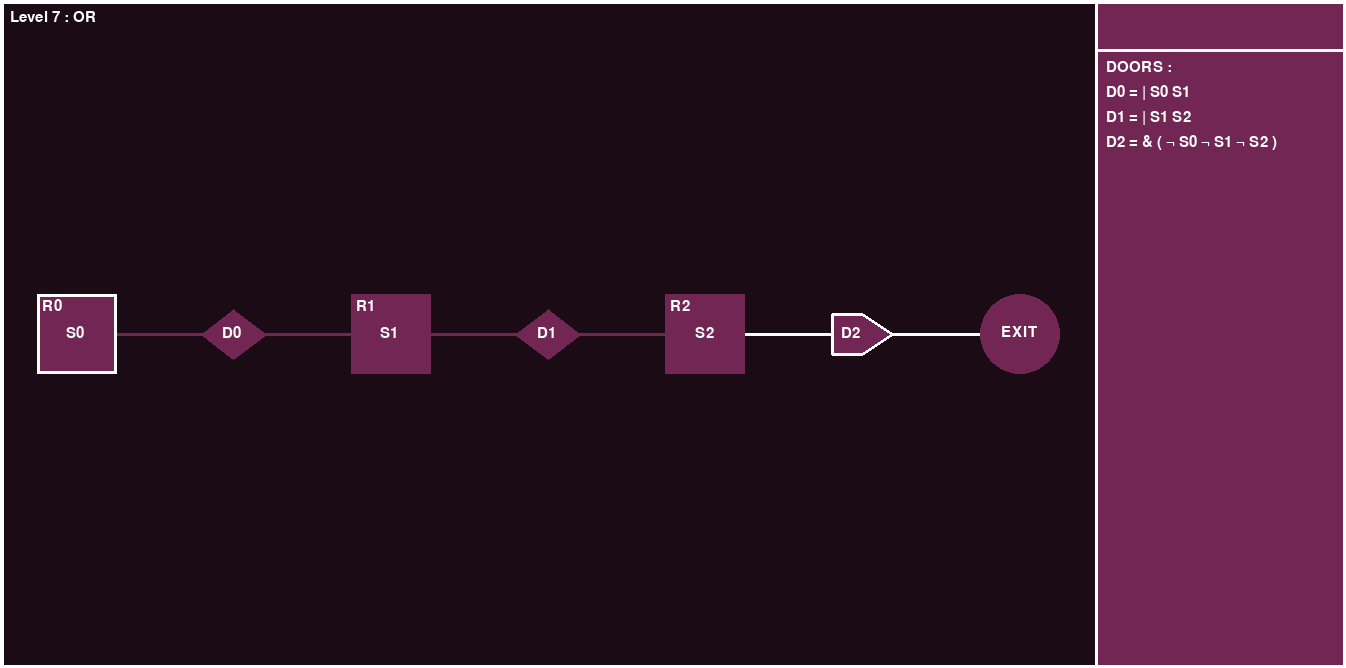 Level 7 : OR
DOORS :
D0 = | S0 S1
D1 = | S1 S2
D2 = & ( ¬ S0 ¬ S1 ¬ S2 )
R0
S0
D0
R1
S1
D1
R2
S2
D2
EXIT